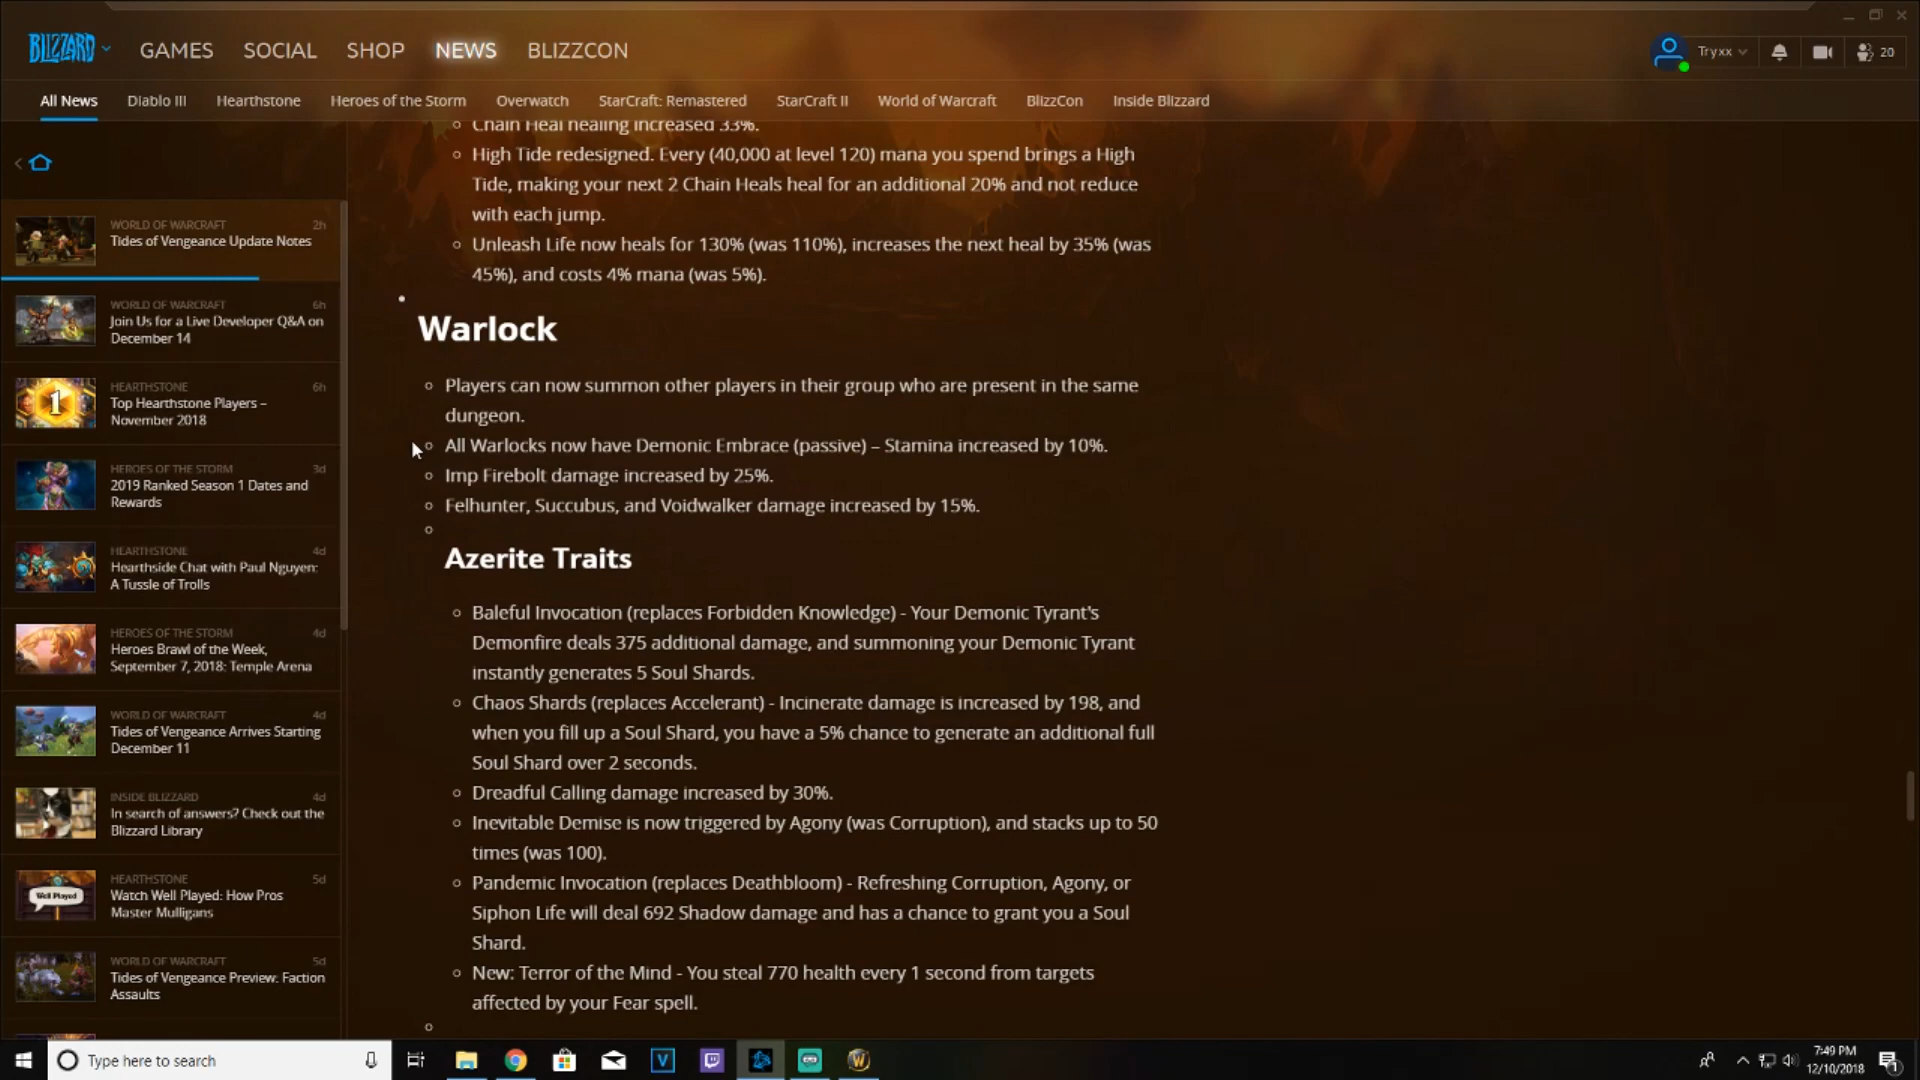 BLIZZARD GAMES SOCIAL SHOP NEWS BLIZZCON Tryxx 20
All News Diablo III Hearthstone Heroes of the Storm Overwatch StarCraft: Remastered StarCraft II World of Warcraft BlizzCon Inside Blizzard
WORLD OF WARCRAFT 2h
Tides of Vengeance Update Notes
WORLD OF WARCRAFT 6h
Join Us for a Live Developer Q&A on
December 14
HEARTHSTONE 6h
Top Hearthstone Players –
November 2018
HEROES OF THE STORM 3d
2019 Ranked Season 1 Dates and
Rewards
HEARTHSTONE 4d
Hearthside Chat with Paul Nguyen:
A Tussle of Trolls
HEROES OF THE STORM 4d
Heroes Brawl of the Week,
September 7, 2018: Temple Arena
WORLD OF WARCRAFT 4d
Tides of Vengeance Arrives Starting
December 11
INSIDE BLIZZARD 4d
In search of answers? Check out the
Blizzard Library
Well Played
HEARTHSTONE 5d
Watch Well Played: How Pros
Master Mulligans
WORLD OF WARCRAFT 5d
Tides of Vengeance Preview: Faction
Assaults
Chain Heal healing increased 33%.
High Tide redesigned. Every (40,000 at level 120) mana you spend brings a High
Tide, making your next 2 Chain Heals heal for an additional 20% and not reduce
with each jump.
Unleash Life now heals for 130% (was 110%), increases the next heal by 35% (was
45%), and costs 4% mana (was 5%).
Warlock
Players can now summon other players in their group who are present in the same
dungeon.
All Warlocks now have Demonic Embrace (passive) – Stamina increased by 10%.
Imp Firebolt damage increased by 25%.
Felhunter, Succubus, and Voidwalker damage increased by 15%.
Azerite Traits
Baleful Invocation (replaces Forbidden Knowledge) - Your Demonic Tyrant's
Demonfire deals 375 additional damage, and summoning your Demonic Tyrant
instantly generates 5 Soul Shards.
Chaos Shards (replaces Accelerant) - Incinerate damage is increased by 198, and
when you fill up a Soul Shard, you have a 5% chance to generate an additional full
Soul Shard over 2 seconds.
Dreadful Calling damage increased by 30%.
Inevitable Demise is now triggered by Agony (was Corruption), and stacks up to 50
times (was 100).
Pandemic Invocation (replaces Deathbloom) - Refreshing Corruption, Agony, or
Siphon Life will deal 692 Shadow damage and has a chance to grant you a Soul
Shard.
New: Terror of the Mind - You steal 770 health every 1 second from targets
affected by your Fear spell.
Type here to search
7:49 PM
12/10/2018